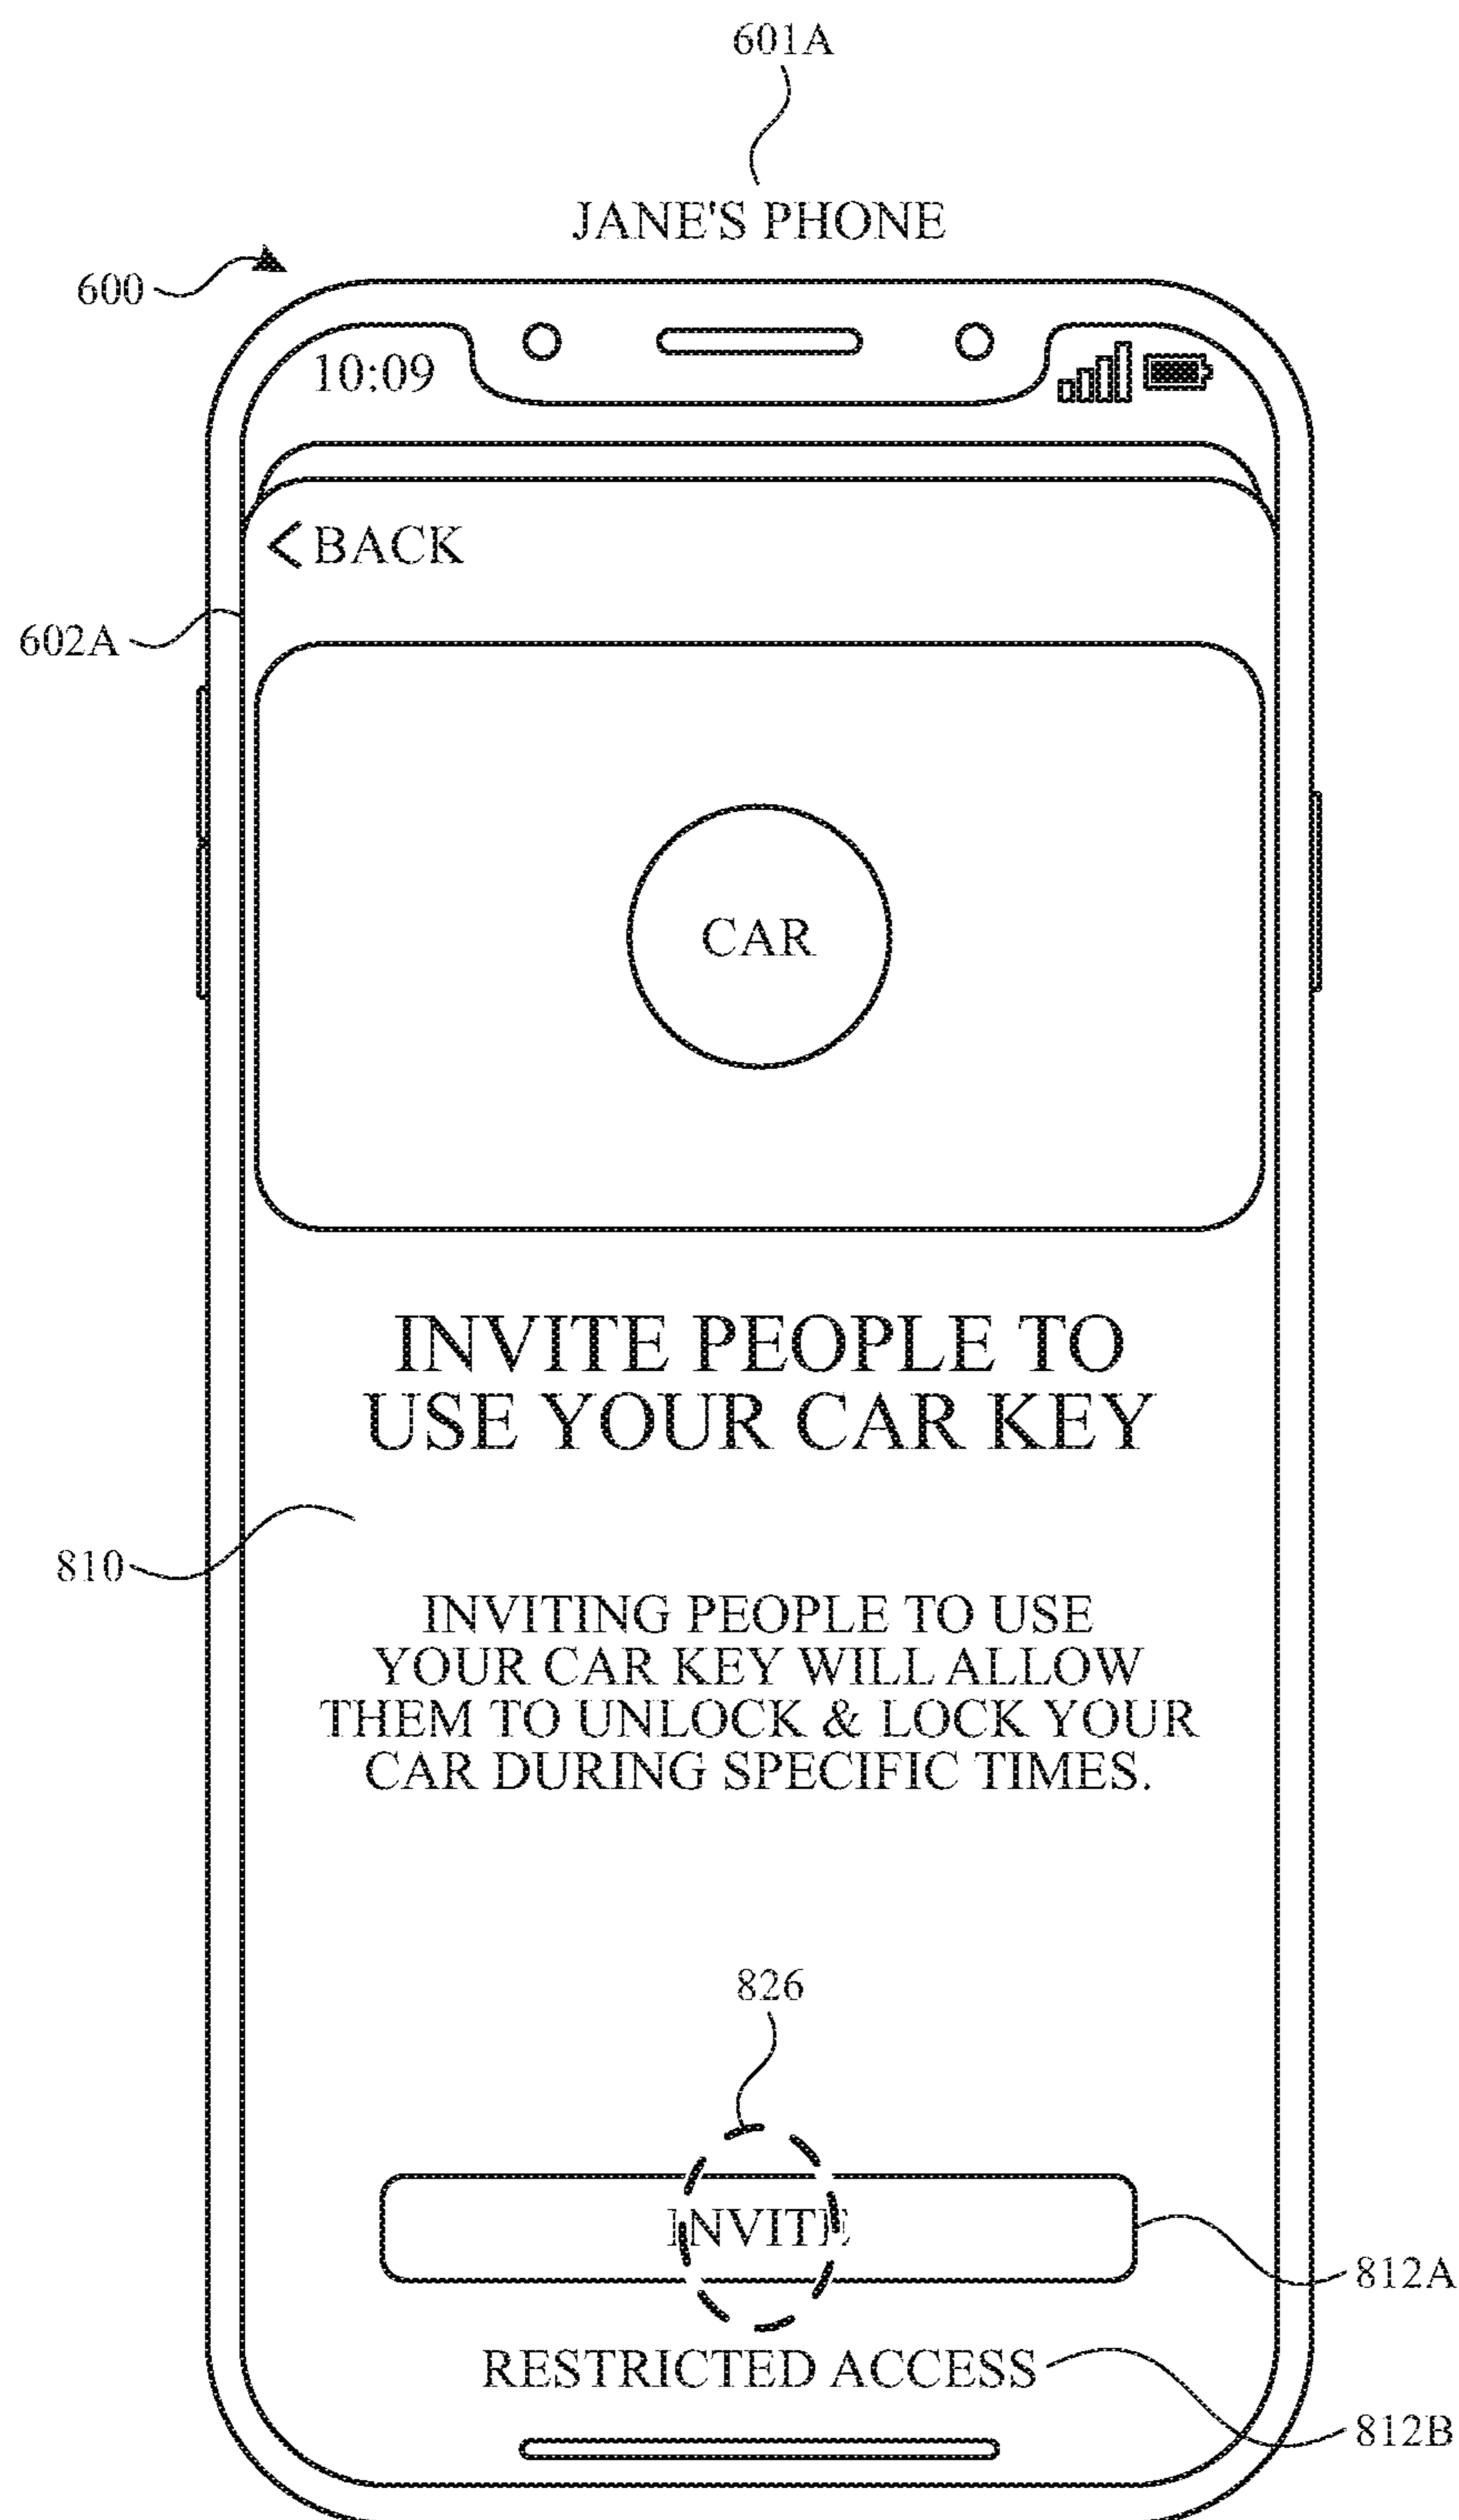 601A
JANE'S PHONE
600
10:09
< BACK
602A
CAR
INVITE PEOPLE TO
USE YOUR CAR KEY
810
INVITING PEOPLE TO USE
YOUR CAR KEY WILL ALLOW
THEM TO UNLOCK & LOCK YOUR
CAR DURING SPECIFIC TIMES.
826
INVITE
812A
RESTRICTED ACCESS
812B